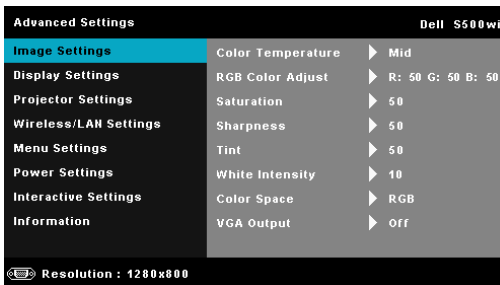 Advanced Settings Dell S500wi
Image Settings Color Temperature Mid
Display Settings RGB Color Adjust R: 50 G: 50 B: 50
Projector Settings Saturation 50
Wireless/LAN Settings Sharpness 50
Menu Settings Tint 50
Power Settings White Intensity 10
Interactive Settings Color Space RGB
Information VGA Output Off
Resolution : 1280x800